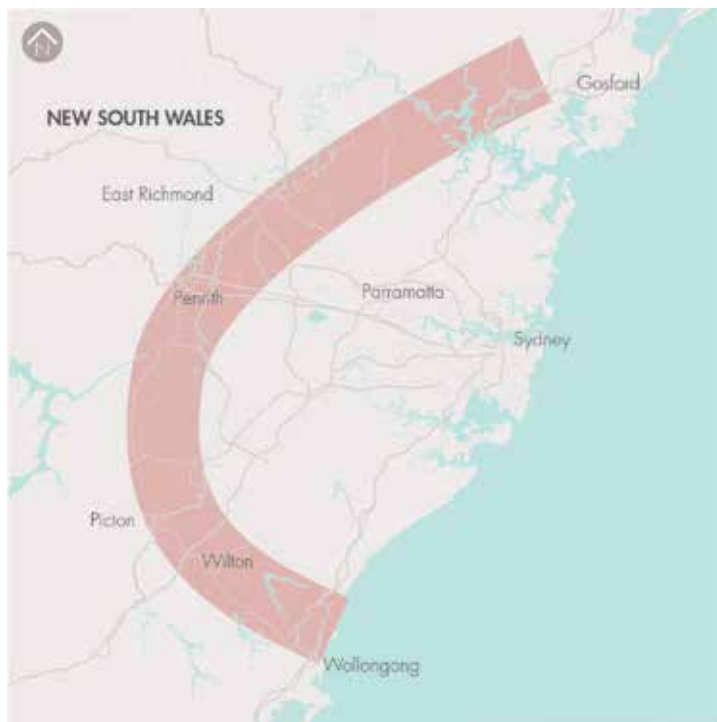 N
Gosford
NEW SOUTH WALES
East Richmond
Penrith
Parramatta
Sydney
Picton
Wilton
Wollongong